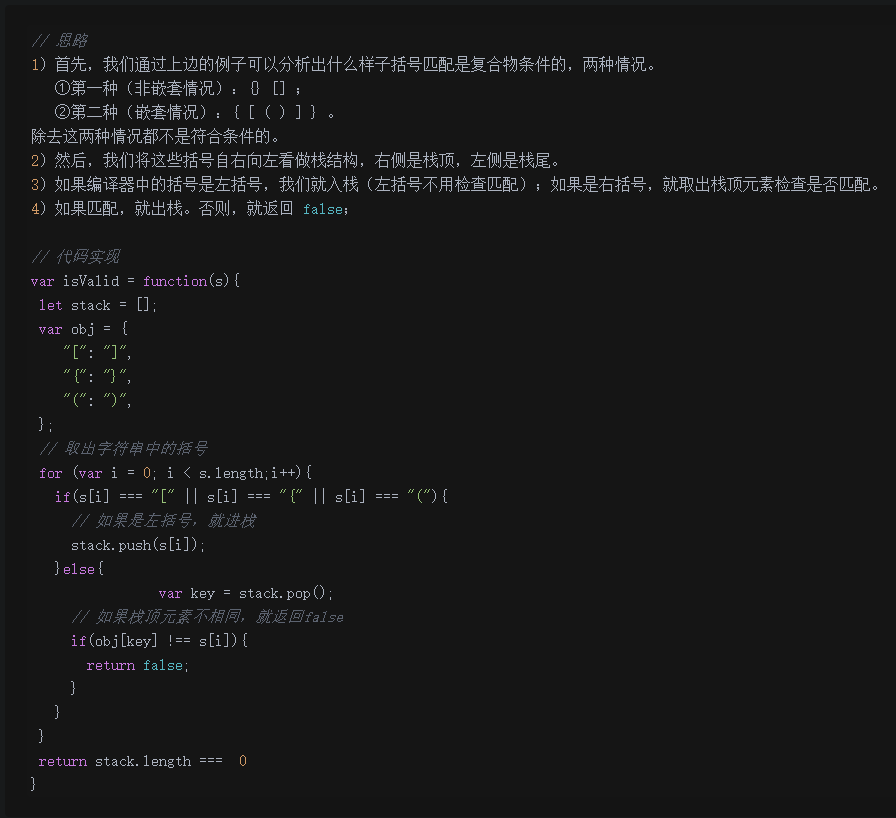 // 思路
1) 首先，我们通过上边的例子可以分析出什么样子括号匹配是复合物条件的，两种情况。
①第一种（非嵌套情况）：{} [] ；
②第二种（嵌套情况）：{ [ ( ) ] } 。
除去这两种情况都不是符合条件的。
2) 然后，我们将这些括号自右向左看做栈结构，右侧是栈顶，左侧是栈尾。
3) 如果编译器中的括号是左括号，我们就入栈（左括号不用检查匹配）；如果是右括号，就取出栈顶元素检查是否匹配。
4) 如果匹配，就出栈。否则，就返回 false；
// 代码实现
var isValid = function(s){
let stack = [];
var obj = {
"[": "]",
"{": "}",
"(": ")",
};
// 取出字符串中的括号
for (var i = 0; i < s.length;i++){
if(s[i] === "[" || s[i] === "{" || s[i] === "("){
// 如果是左括号，就进栈
stack.push(s[i]);
}else{
var key = stack.pop();
// 如果栈顶元素不相同，就返回false
if(obj[key] !== s[i]){
return false;
}
}
}
return stack.length === 0
}